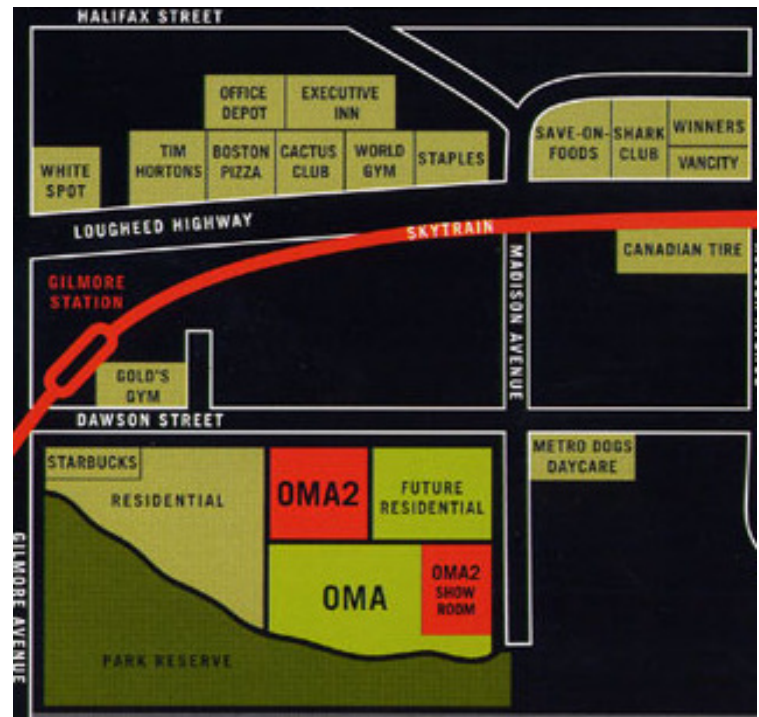 HALIFAX STREET
OFFICE
DEPOT
EXECUTIVE
INN
WHITE
SPOT
TIM
HORTONS
BOSTON
PIZZA
CACTUS
CLUB
WORLD
GYM
STAPLES
SAVE-ON-
FOODS
SHARK
CLUB
WINNERS
VANCITY
LOUGHEED HIGHWAY
SKYTRAIN
CANADIAN TIRE
MADISON AVENUE
GILMORE
STATION
GOLD'S
GYM
DAWSON STREET
STARBUCKS
RESIDENTIAL
OMA2
FUTURE
RESIDENTIAL
METRO DOGS
DAYCARE
OMA
OMA2
SHOW
ROOM
GILMORE AVENUE
PARK RESERVE